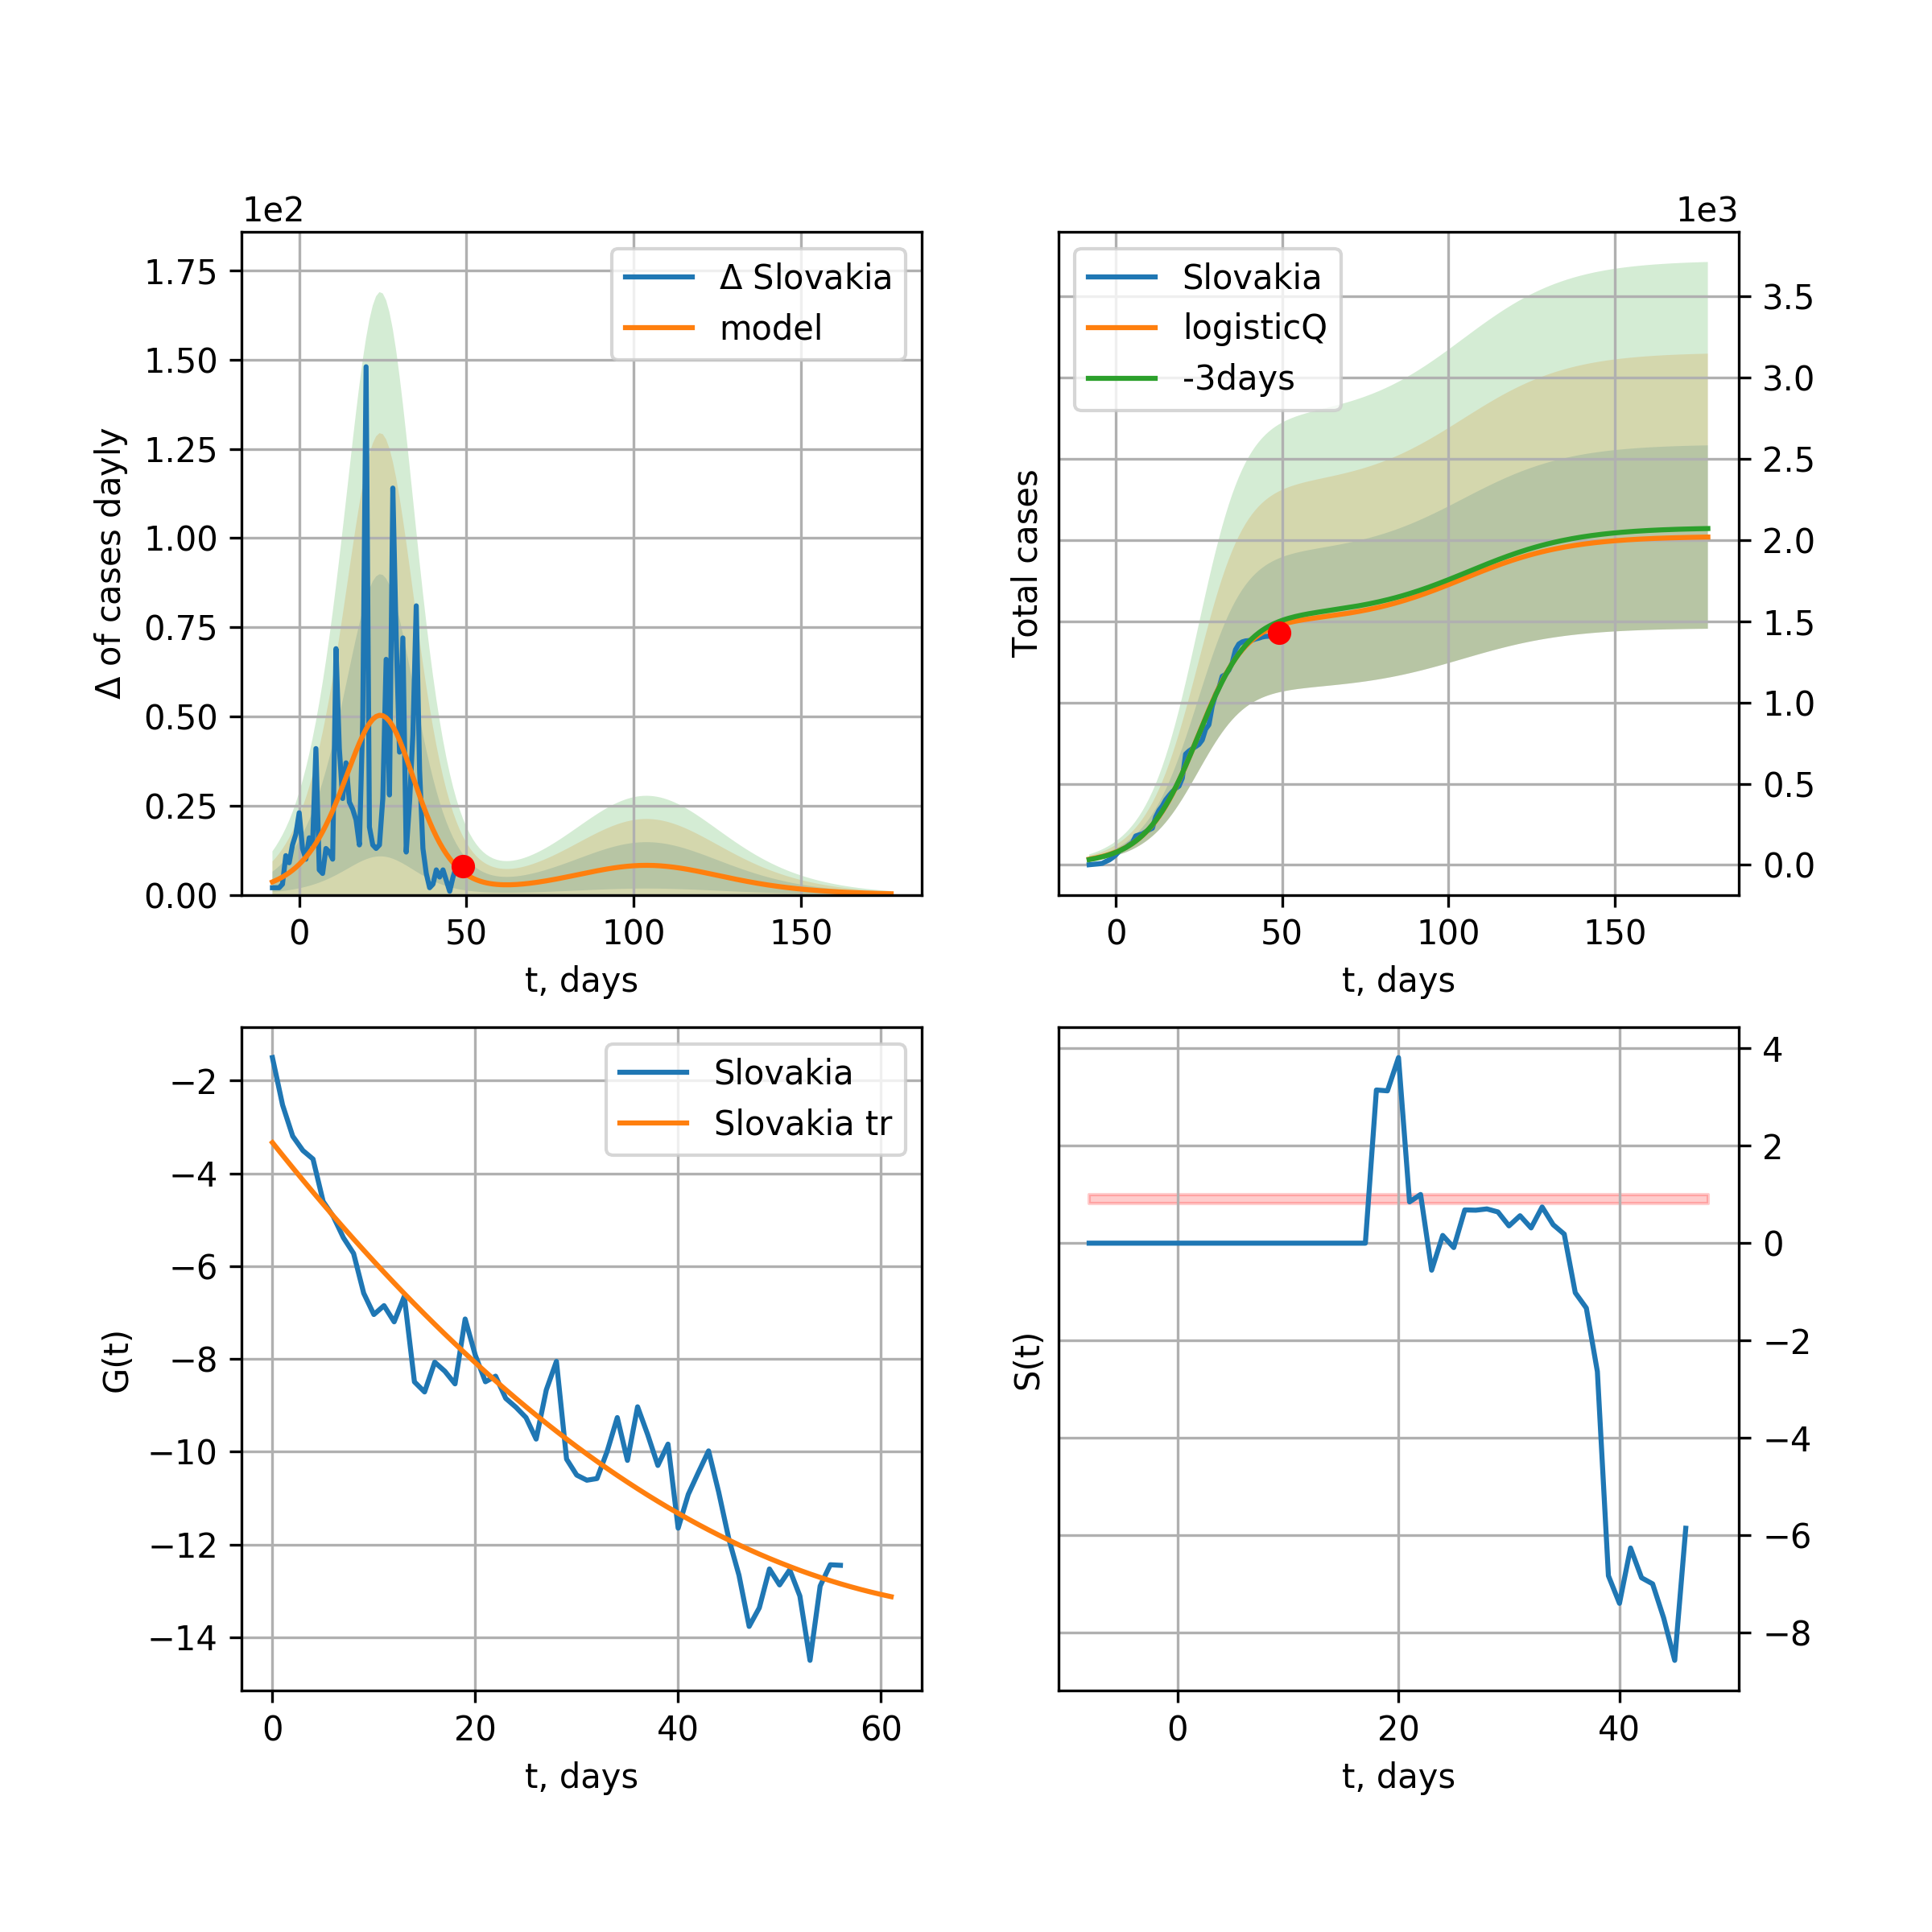 1e2
1.75
1.50
1.25
1.00
0.75
0.50
0.25
0.00
Δ of cases dayly
Δ Slovakia
model
0 50 100 150
t, days
1e3
Slovakia
logisticQ
-3days
Total cases
3.5
3.0
2.5
2.0
1.5
1.0
0.5
0.0
0 50 100 150
t, days
−2
−4
−6
−8
−10
−12
−14
G(t)
Slovakia
Slovakia tr
0 20 40 60
t, days
S(t)
4
2
0
−2
−4
−6
−8
0 20 40
t, days